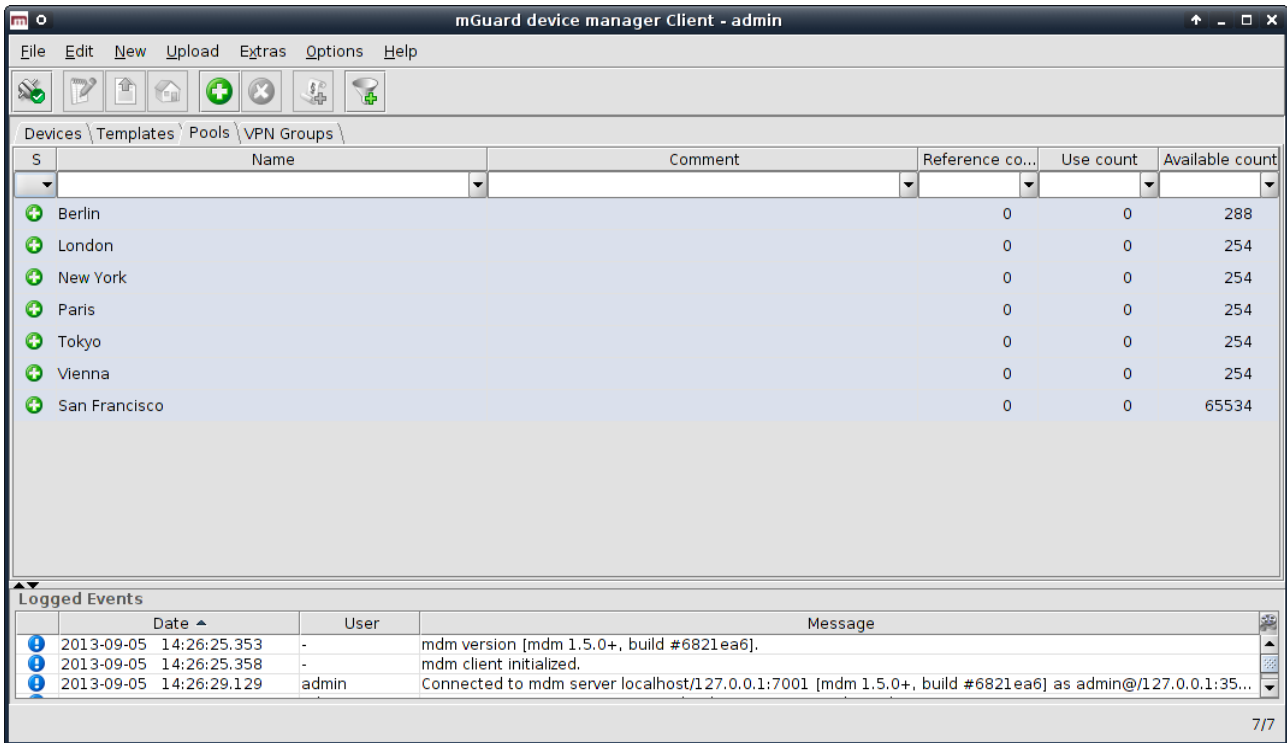 mGuard device manager Client - admin
File Edit New Upload Extras Options Help
Devices Templates Pools VPN Groups
S Name Comment Reference co... Use count Available count
Berlin 0 0 288
London 0 0 254
New York 0 0 254
Paris 0 0 254
Tokyo 0 0 254
Vienna 0 0 254
San Francisco 0 0 65534
Logged Events
Date User Message
2013-09-05 14:26:25.353 - mdm version [mdm 1.5.0+, build #6821ea6].
2013-09-05 14:26:25.358 - mdm client initialized.
2013-09-05 14:26:29.129 admin Connected to mdm server localhost/127.0.0.1:7001 [mdm 1.5.0+, build #6821ea6] as admin@/127.0.0.1:35...
7/7